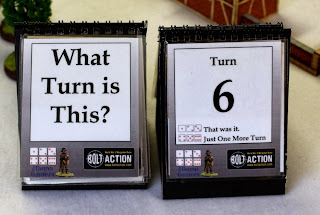 What
Turn is
This?
BOLT ACTION
Turn
6
That was it.
Just One More Turn
BOLT ACTION